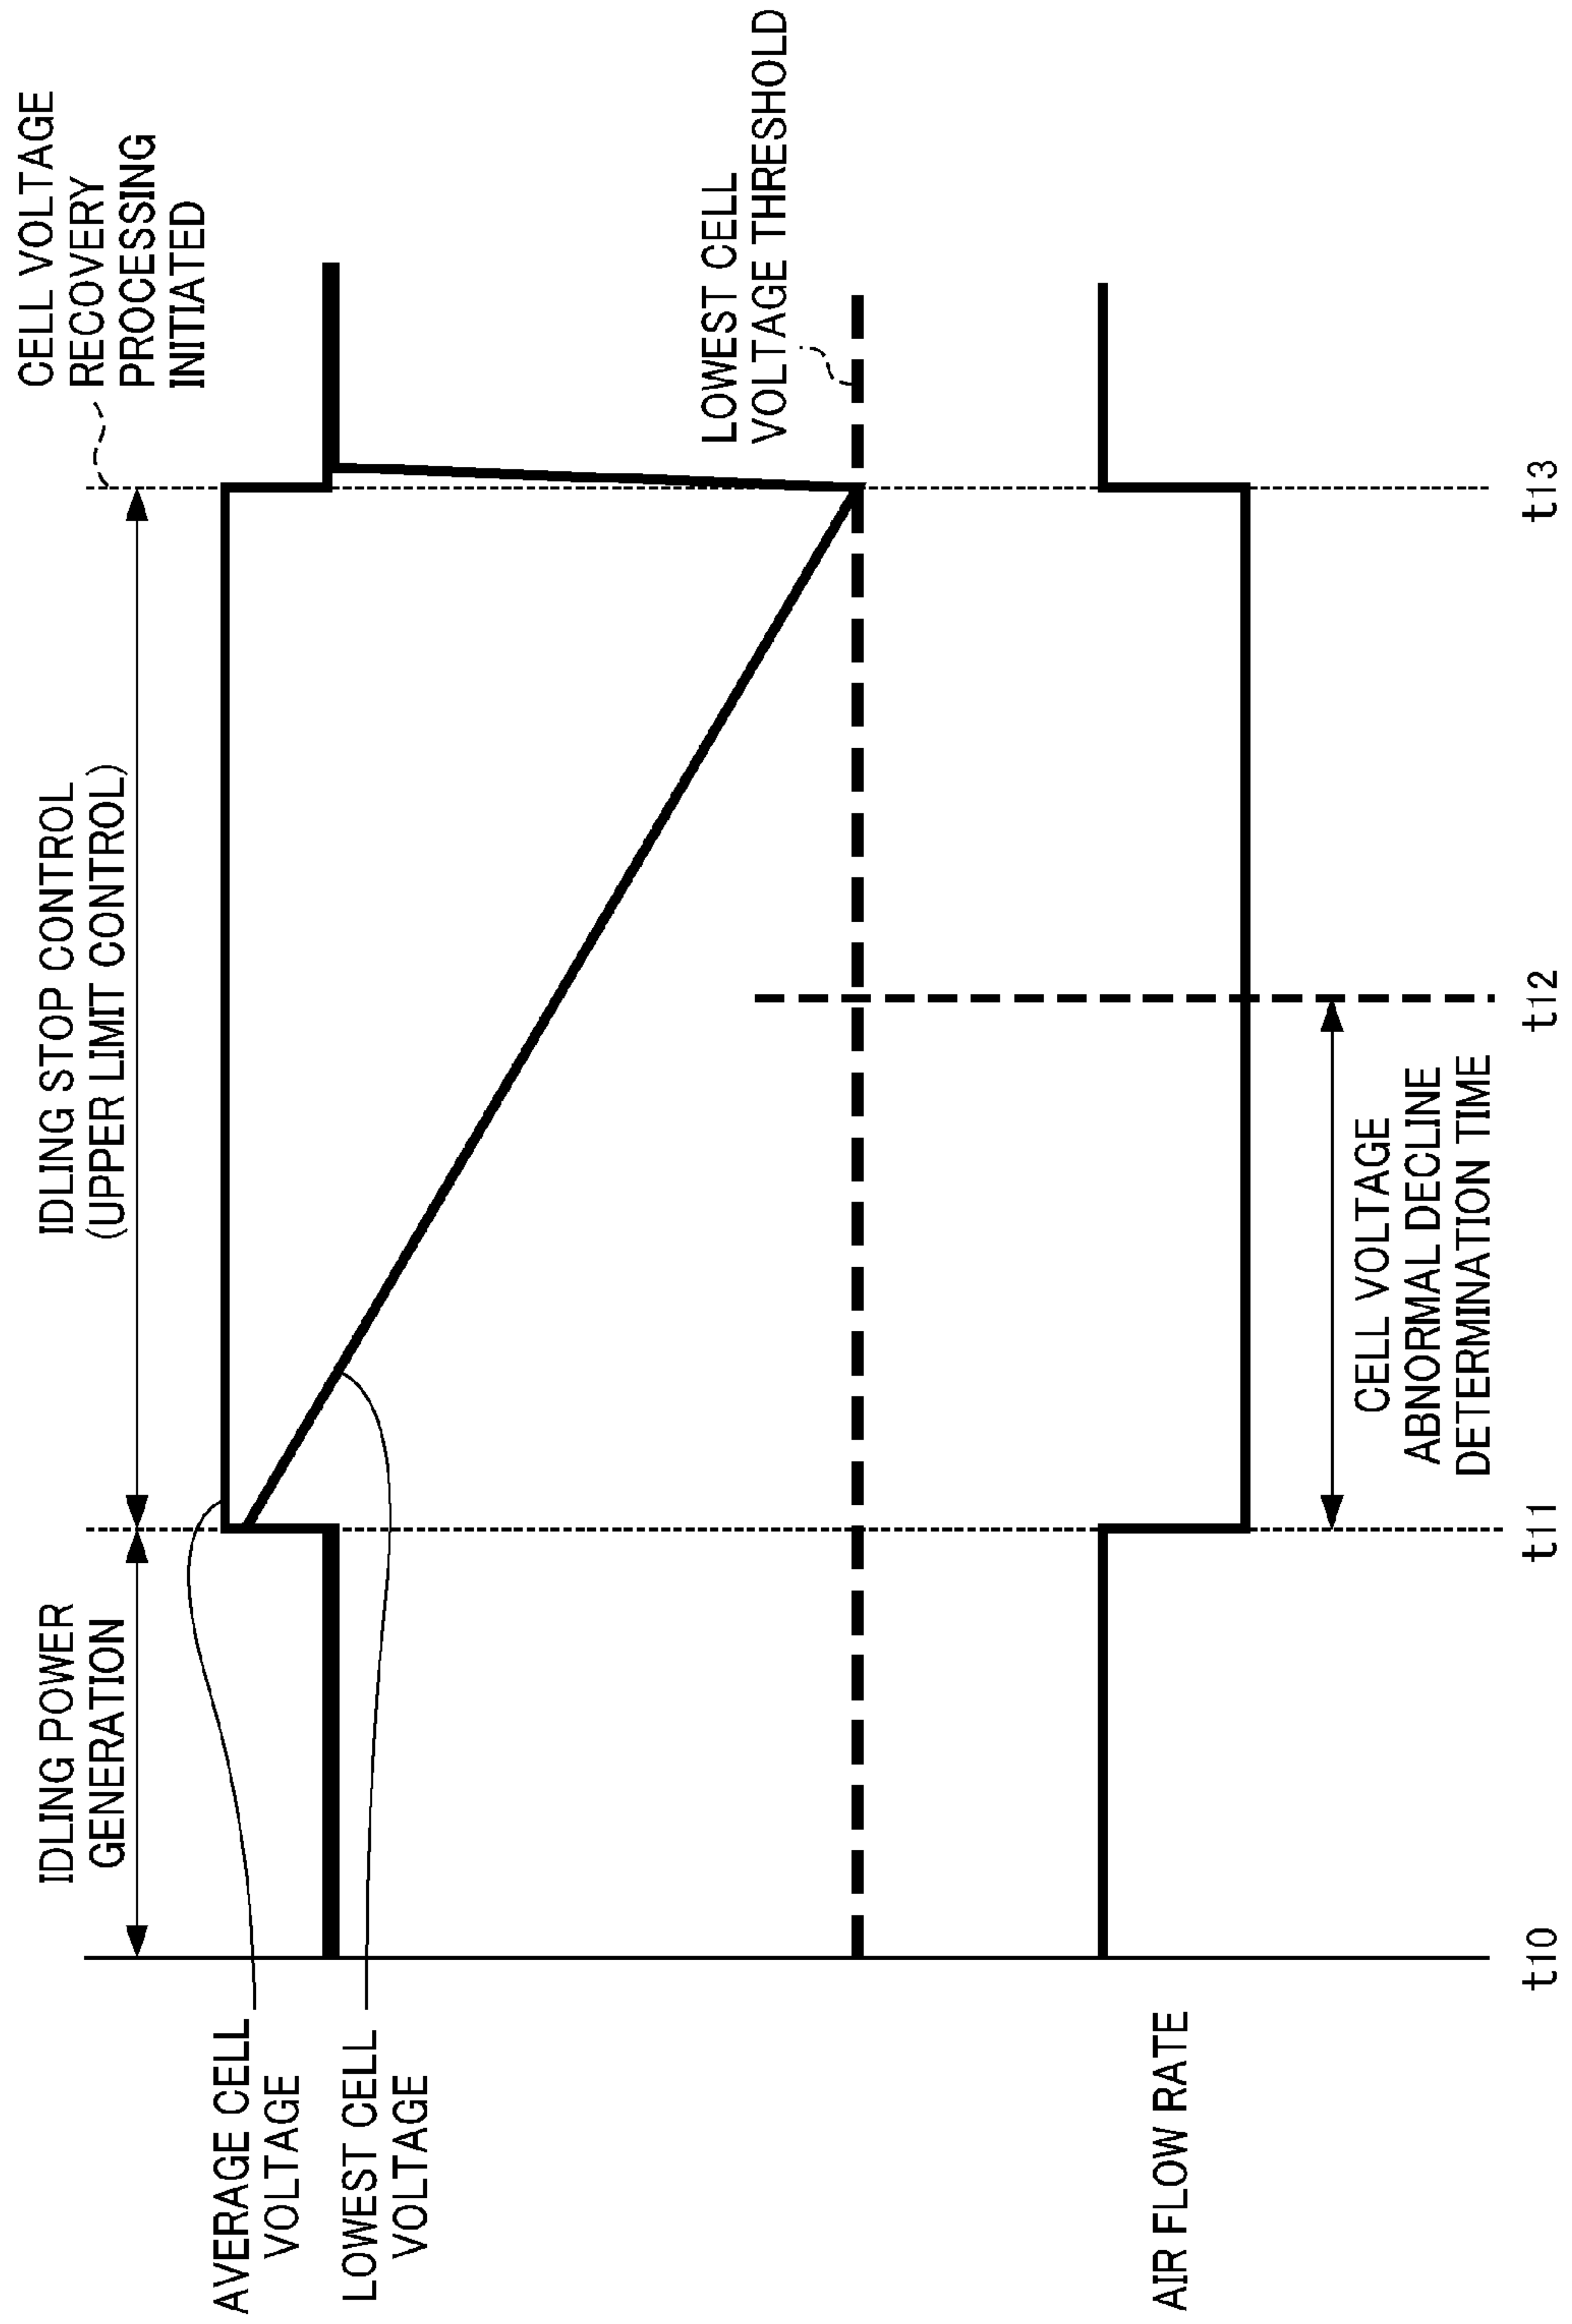 IDLING POWER
GENERATION
IDLING STOP CONTROL
(UPPER LIMIT CONTROL)
CELL VOLTAGE
RECOVERY
PROCESSING
INITIATED
AVERAGE CELL
VOLTAGE
LOWEST CELL
VOLTAGE
LOWEST CELL
VOLTAGE THRESHOLD
AIR FLOW RATE
CELL VOLTAGE
ABNORMAL DECLINE
DETERMINATION TIME
t10
t11
t12
t13